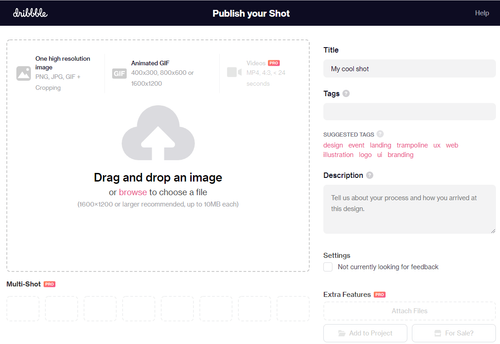 dribbble
Publish your Shot
Help
One high resolution
image
PNG, JPG, GIF +
Cropping
GIF
Animated GIF
400x300, 800x600 or
1600x1200
Videos PRO
MP4, 4:3, < 24
seconds
Drag and drop an image
or browse to choose a file
(1600×1200 or larger recommended, up to 10MB each)
Multi-Shot PRO
Title
My cool shot
Tags ?
SUGGESTED TAGS ?
design event landing trampoline ux web
illustration logo ui branding
Description ?
Tell us about your process and how you arrived at
this design.
Settings
Not currently looking for feedback
Extra Features PRO
Attach Files
Add to Project
For Sale?